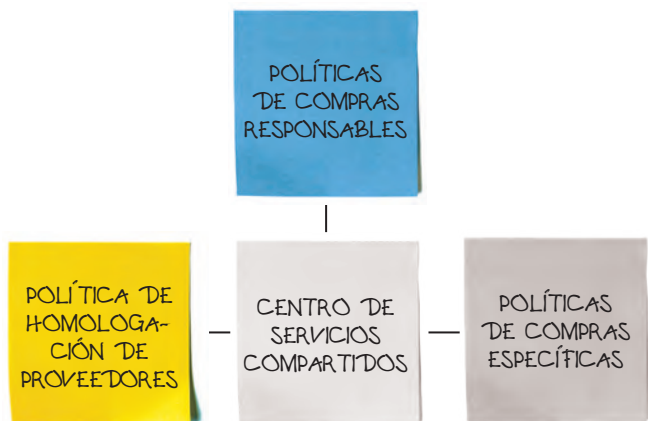 POLÍTICAS
DE COMPRAS
RESPONSABLES
POLÍTICA DE
HOMOLOGA-
CIÓN DE
PROVEEDORES
CENTRO DE
SERVICIOS
COMPARTIDOS
POLÍTICAS
DE COMPRAS
ESPECÍFICAS